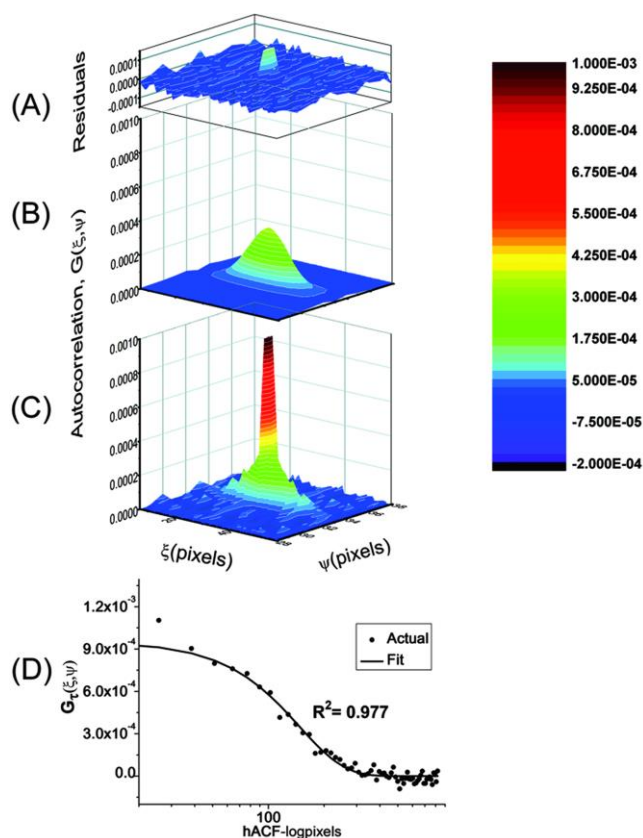 (A)
Residuals
0.0001
0.0000
-0.0001
(B)
Autocorrelation, G(ξ,ψ)
0.0010
0.0008
0.0006
0.0004
0.0002
0.0000
(C)
0.0010
0.0008
0.0006
0.0004
0.0002
0.0000
ξ(pixels)
ψ(pixels)
1.000E-03
9.250E-04
8.000E-04
6.750E-04
5.500E-04
4.250E-04
3.000E-04
1.750E-04
5.000E-05
-7.500E-05
-2.000E-04
(D)
Gτ(ξ,ψ)
1.2x10⁻³
9.0x10⁻⁴
6.0x10⁻⁴
3.0x10⁻⁴
0.0
Actual
Fit
R²= 0.977
100
hACF-logpixels